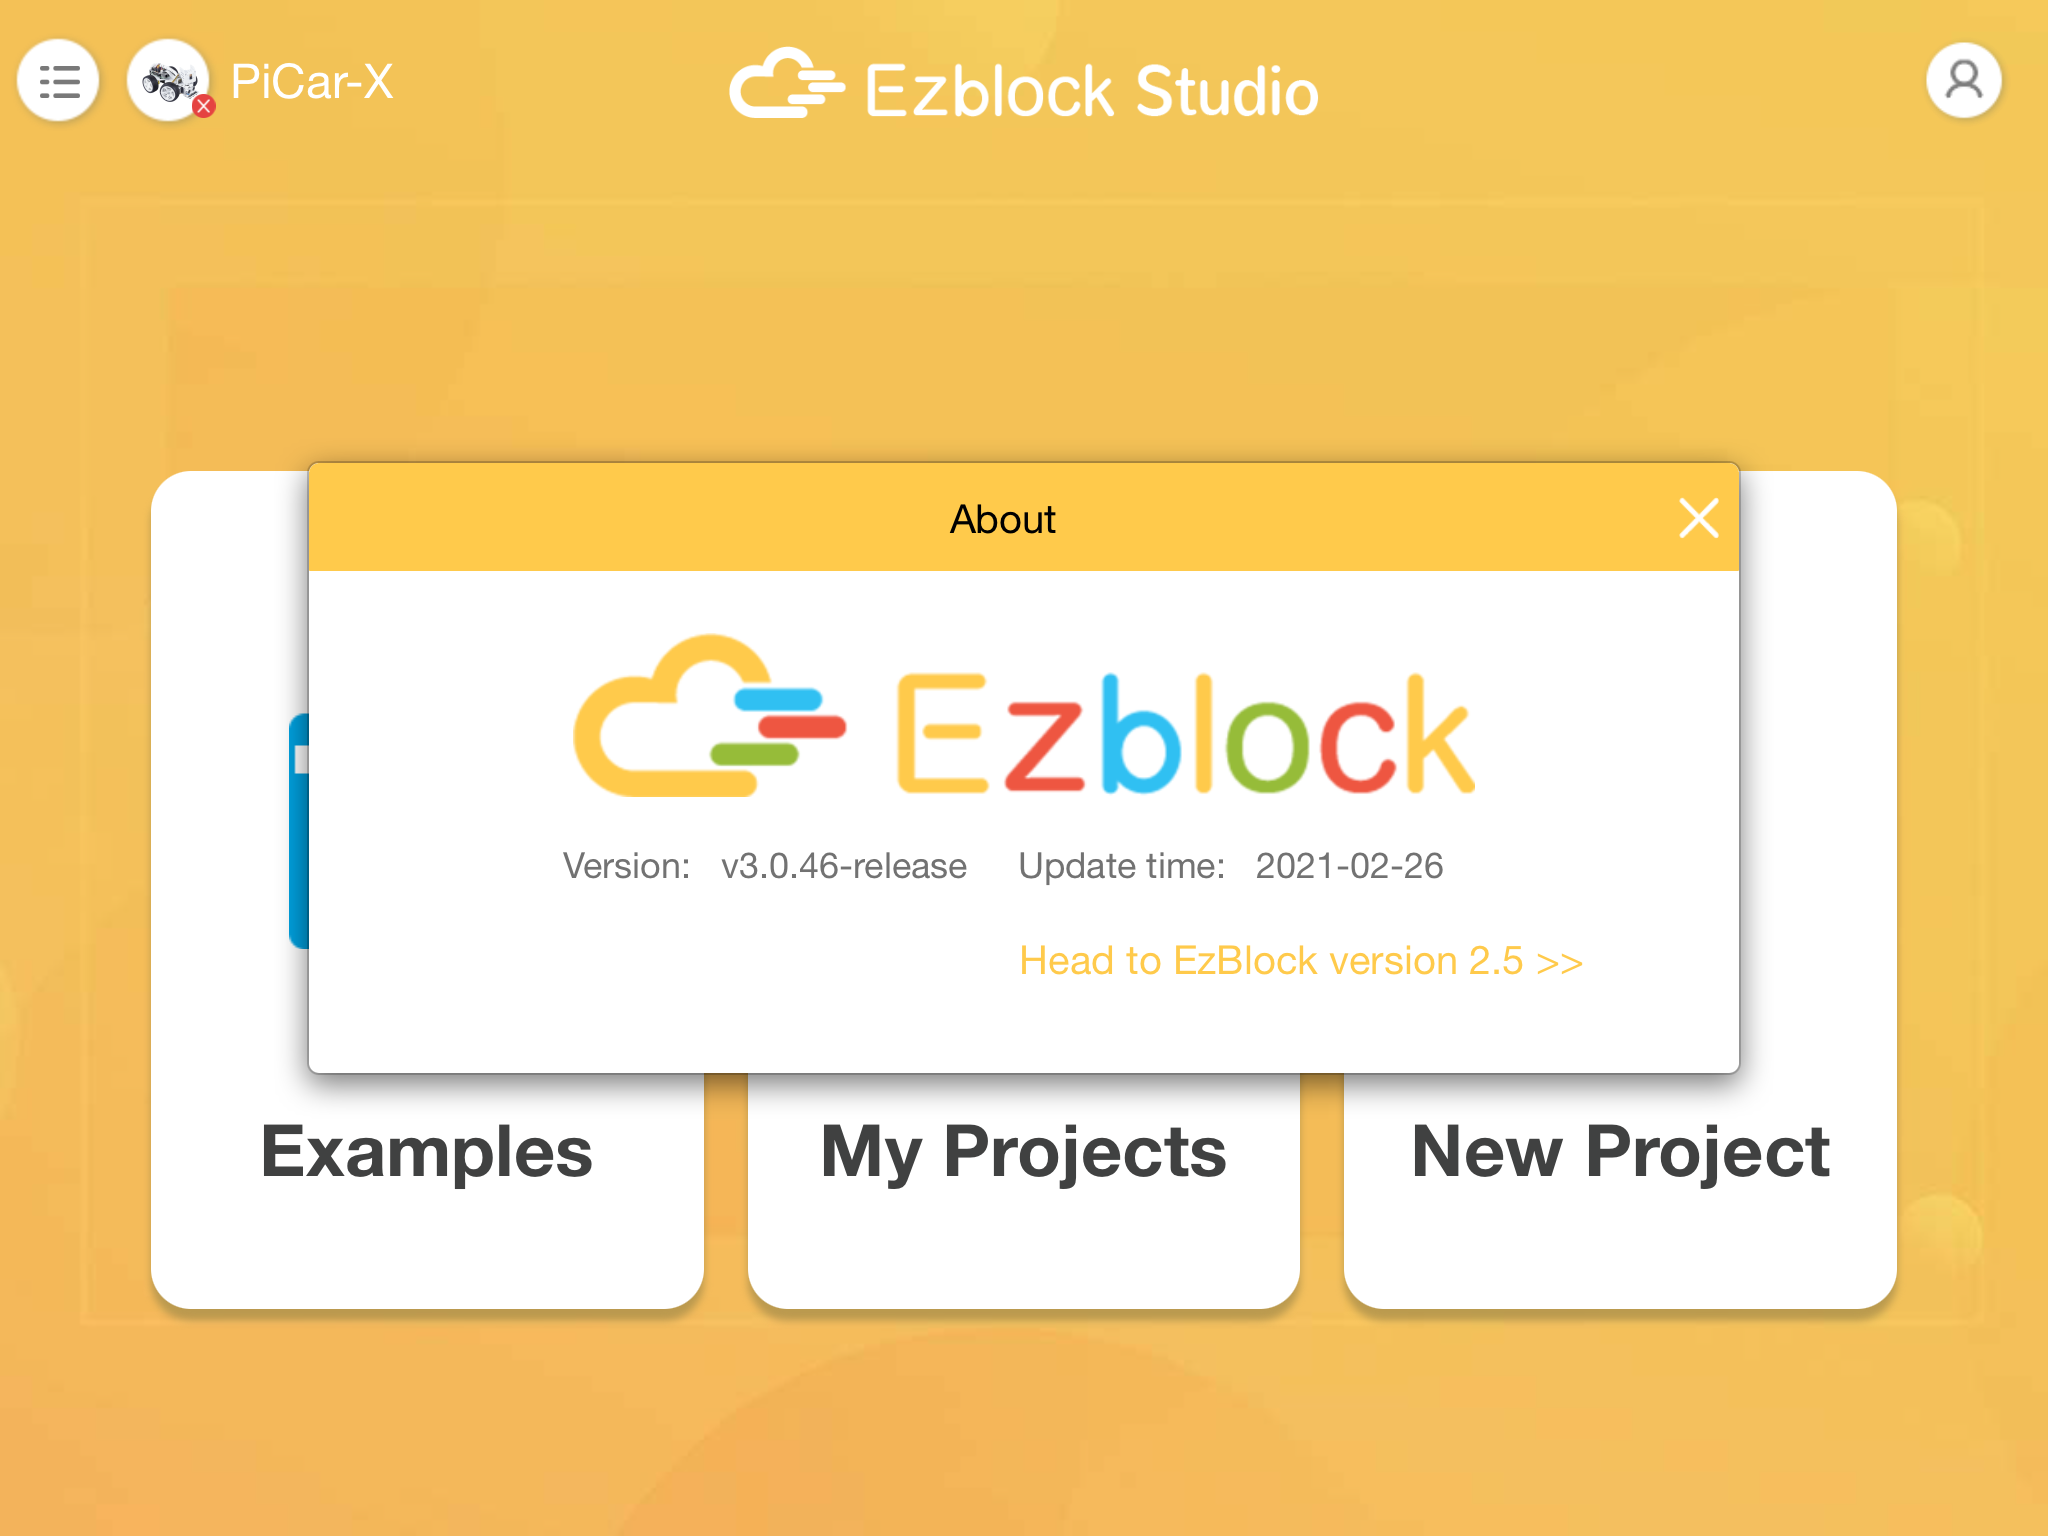 PiCar-X
Ezblock Studio
About
Ezblock
Version: v3.0.46-release Update time: 2021-02-26
Head to EzBlock version 2.5 >>
Examples
My Projects
New Project